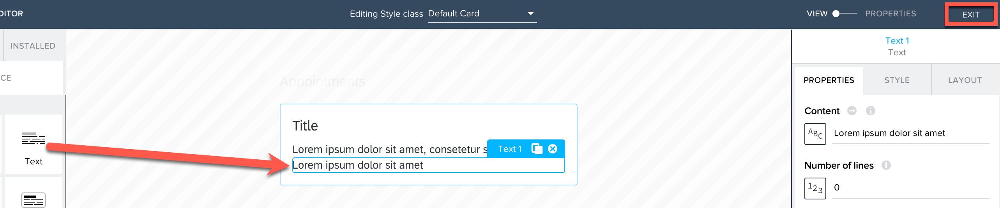 DITOR
Editing Style class Default Card
VIEW PROPERTIES
EXIT
INSTALLED
CE
Text
Appointments
Title
Lorem ipsum dolor sit amet, consetetur s
Text 1
Lorem ipsum dolor sit amet
Text 1
Text
PROPERTIES STYLE LAYOUT
Content
ABC Lorem ipsum dolor sit amet
Number of lines
123 0